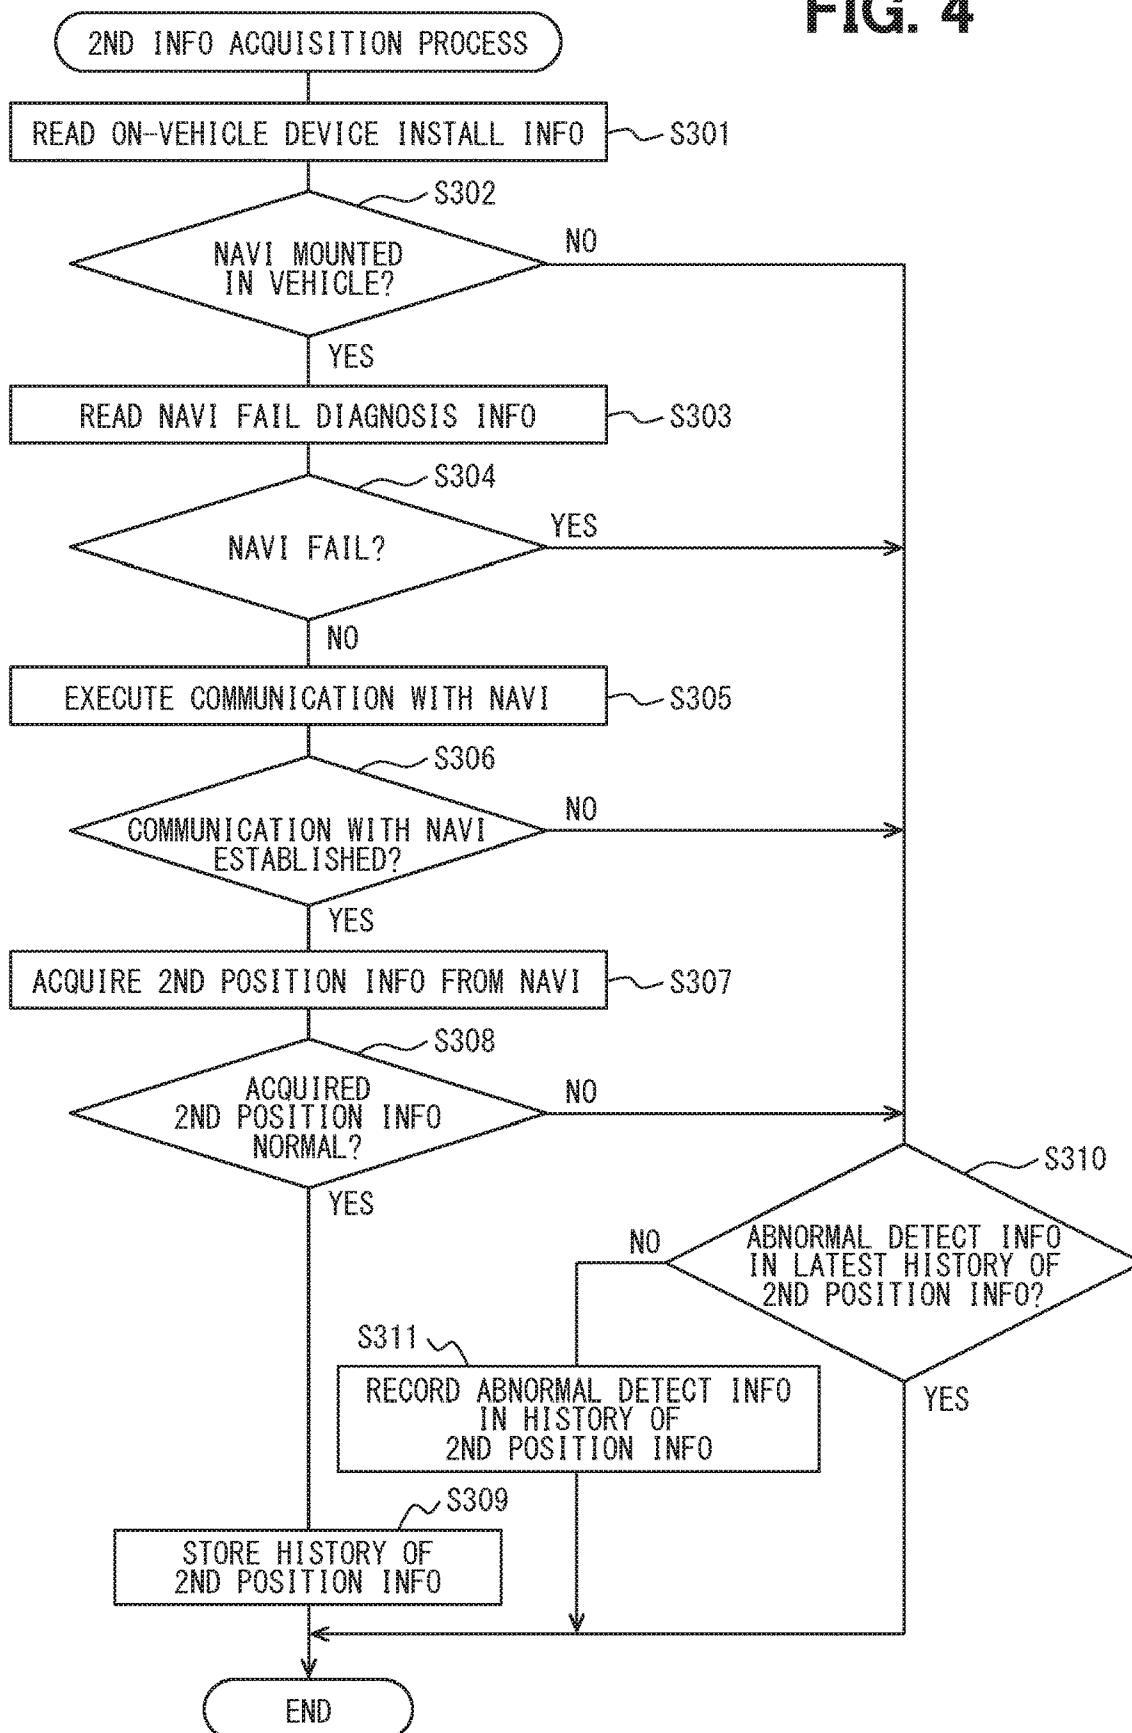 FIG. 4
2ND INFO ACQUISITION PROCESS
READ ON-VEHICLE DEVICE INSTALL INFO
S301
S302
NAVI MOUNTED
IN VEHICLE?
NO
YES
READ NAVI FAIL DIAGNOSIS INFO
S303
S304
NAVI FAIL?
YES
NO
EXECUTE COMMUNICATION WITH NAVI
S305
S306
COMMUNICATION WITH NAVI
ESTABLISHED?
NO
YES
ACQUIRE 2ND POSITION INFO FROM NAVI
S307
S308
ACQUIRED
2ND POSITION INFO
NORMAL?
NO
YES
S310
ABNORMAL DETECT INFO
IN LATEST HISTORY OF
2ND POSITION INFO?
NO
YES
S311
RECORD ABNORMAL DETECT INFO
IN HISTORY OF
2ND POSITION INFO
S309
STORE HISTORY OF
2ND POSITION INFO
END